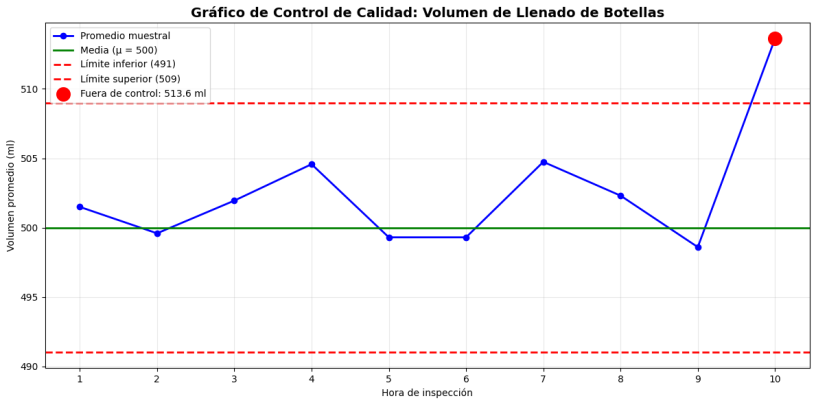 Gráfico de Control de Calidad: Volumen de Llenado de Botellas
Promedio muestral
Media (μ = 500)
Límite inferior (491)
Límite superior (509)
Fuera de control: 513.6 ml
Volumen promedio (ml)
510
505
500
495
490
1 2 3 4 5 6 7 8 9 10
Hora de inspección